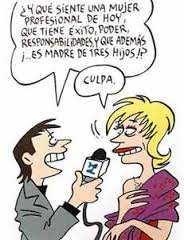 ¿Y QUÉ SIENTE UNA MUJER
PROFESIONAL DE HOY,
QUE TIENE ÉXITO, PODER,
RESPONSABILIDADES, Y QUE ADEMÁS
¡... ES MADRE DE TRES HIJOS!?
CULPA.
Z